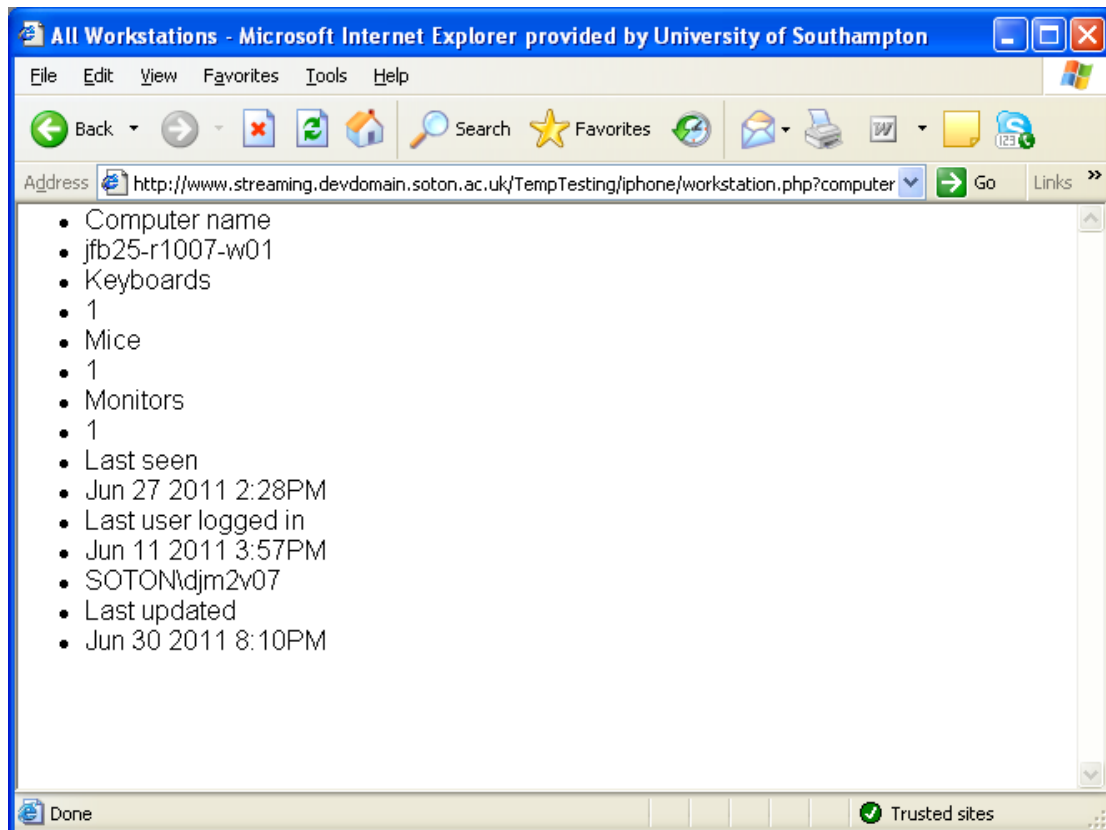 All Workstations - Microsoft Internet Explorer provided by University of Southampton
File Edit View Favorites Tools Help
Back Search Favorites W 123
Address http://www.streaming.devdomain.soton.ac.uk/TempTesting/iphone/workstation.php?computer Go Links »
• Computer name
• jfb25-r1007-w01
• Keyboards
• 1
• Mice
• 1
• Monitors
• 1
• Last seen
• Jun 27 2011 2:28PM
• Last user logged in
• Jun 11 2011 3:57PM
• SOTON\djm2v07
• Last updated
• Jun 30 2011 8:10PM
Done Trusted sites